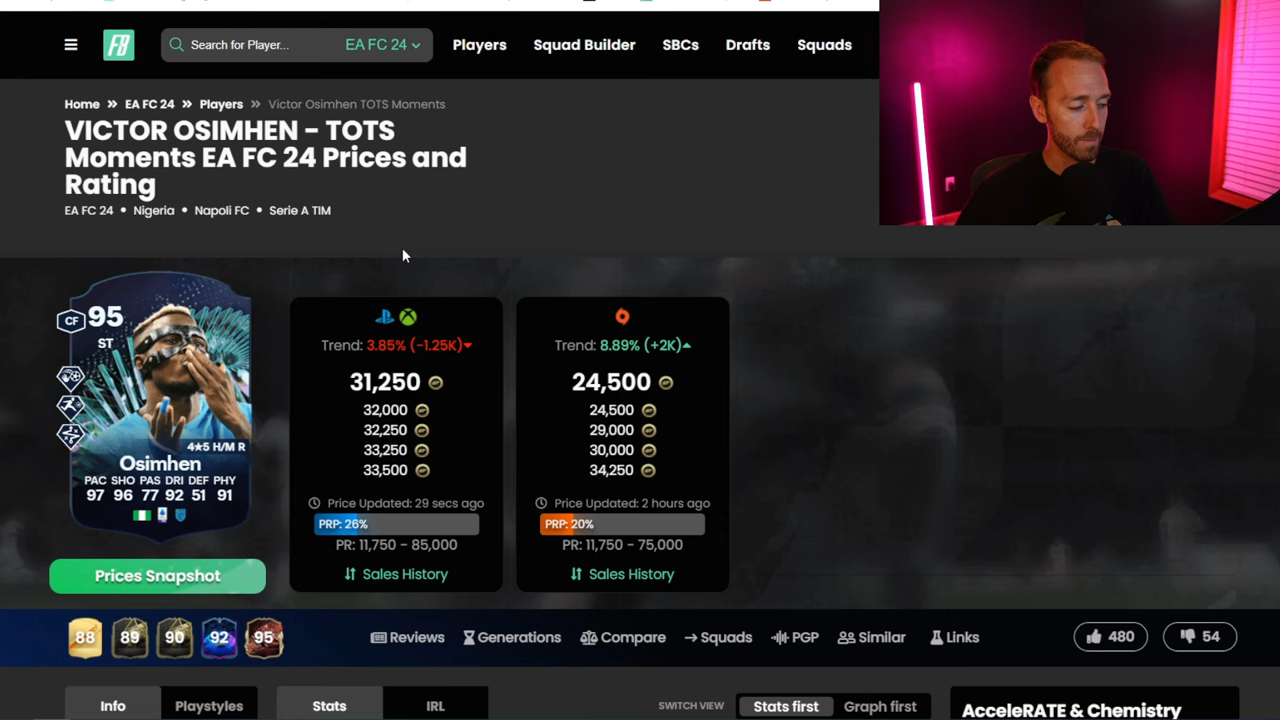 FB
Search for Player...
EA FC 24
Players
Squad Builder
SBCs
Drafts
Squads
Home » EA FC 24 » Players » Victor Osimhen TOTS Moments
VICTOR OSIMHEN - TOTS
Moments EA FC 24 Prices and
Rating
EA FC 24 • Nigeria • Napoli FC • Serie A TIM
CF 95
ST
4★5 H/M R
Osimhen
PAC SHO PAS DRI DEF PHY
97 96 77 92 51 91
Prices Snapshot
Trend: 3.85% (-1.25K)
31,250
32,000
32,250
33,250
33,500
Price Updated: 29 secs ago
PRP: 26%
PR: 11,750 - 85,000
Sales History
Trend: 8.89% (+2K)
24,500
24,500
29,000
30,000
34,250
Price Updated: 2 hours ago
PRP: 20%
PR: 11,750 - 75,000
Sales History
88 89 90 92 95
Reviews
Generations
Compare
Squads
PGP
Similar
Links
480
54
Info
Playstyles
Stats
IRL
SWITCH VIEW
Stats first
Graph first
AcceleRATE & Chemistry